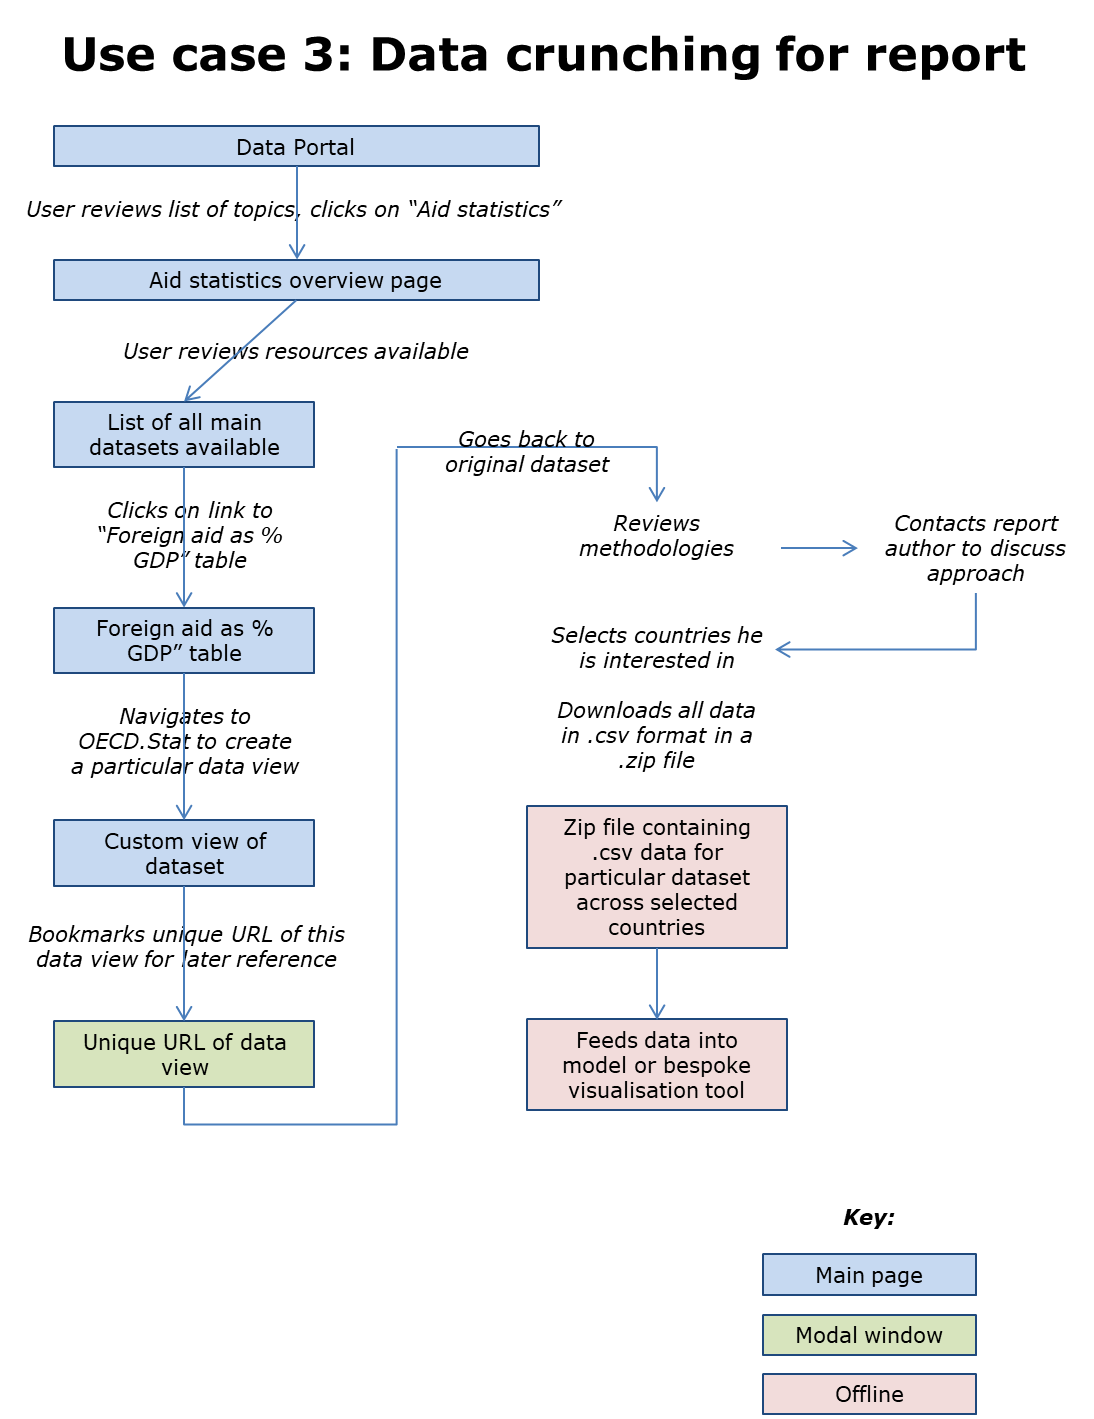 Use case 3: Data crunching for report
Data Portal
User reviews list of topics, clicks on “Aid statistics”
Aid statistics overview page
User reviews resources available
List of all main
datasets available
Clicks on link to
“Foreign aid as %
GDP” table
Foreign aid as %
GDP” table
Navigates to
OECD.Stat to create
a particular data view
Custom view of
dataset
Bookmarks unique URL of this
data view for later reference
Unique URL of data
view
Goes back to
original dataset
Reviews
methodologies
Contacts report
author to discuss
approach
Selects countries he
is interested in
Downloads all data
in .csv format in a
.zip file
Zip file containing
.csv data for
particular dataset
across selected
countries
Feeds data into
model or bespoke
visualisation tool
Key:
Main page
Modal window
Offline